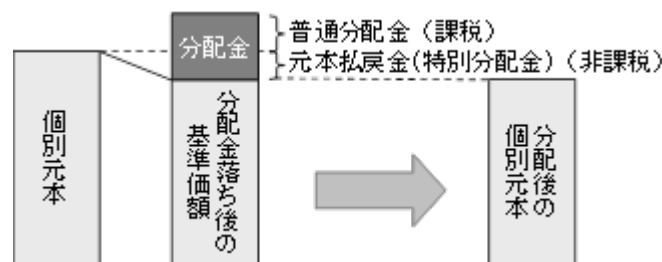 分配金
普通分配金（課税）
元本払戻金(特別分配金)（非課税）
個別元本
分配金落ち後の
基準価額
分配後の
個別元本